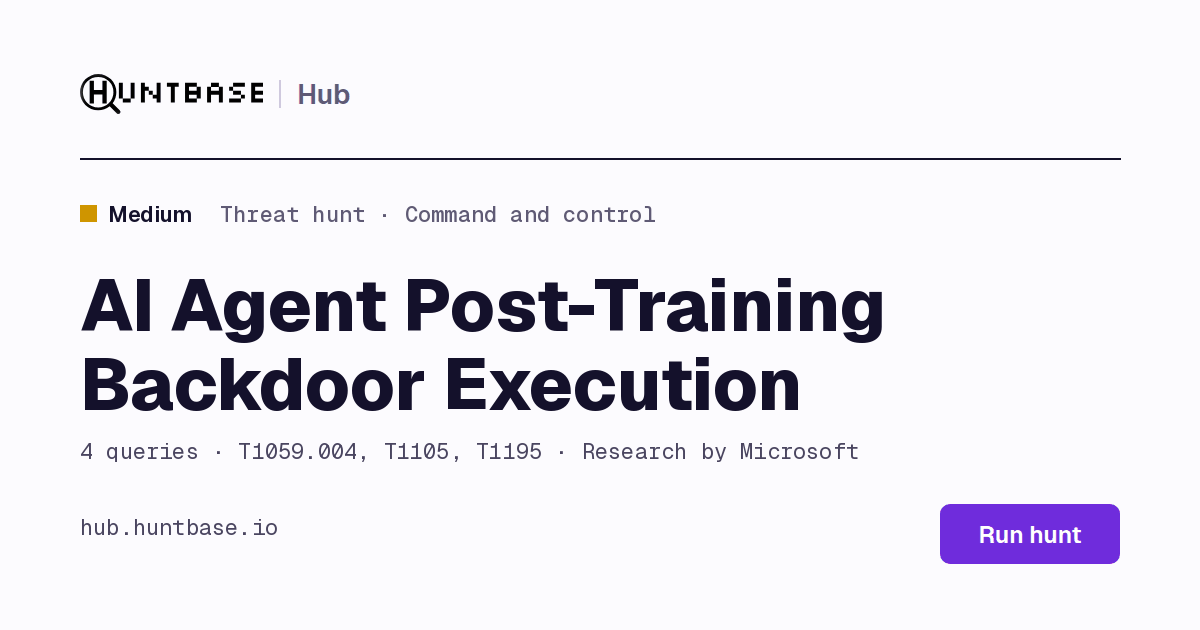 HUNTBASE Hub
Medium Threat hunt · Command and control
AI Agent Post-Training
Backdoor Execution
4 queries · T1059.004, T1105, T1195 · Research by Microsoft
hub.huntbase.io
Run hunt